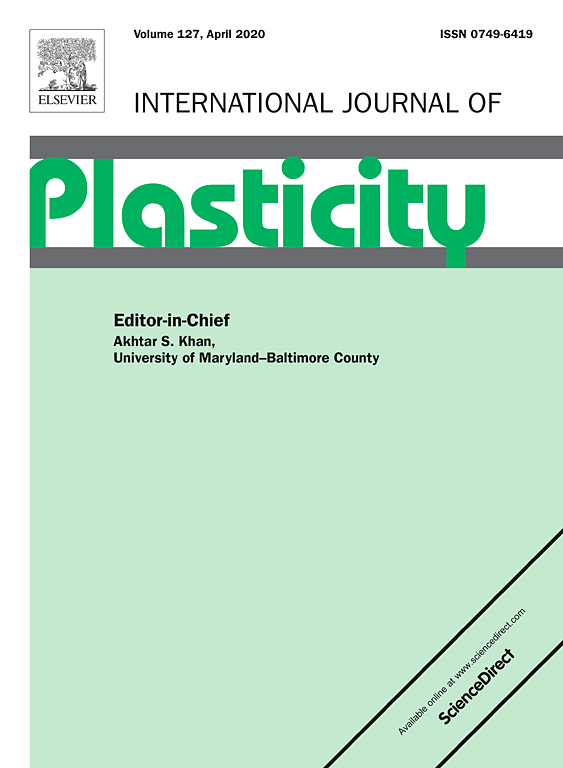 Volume 127, April 2020
ISSN 0749-6419
ELSEVIER
INTERNATIONAL JOURNAL OF
Plasticity
Editor-in-Chief
Akhtar S. Khan,
University of Maryland–Baltimore County
Available online at www.sciencedirect.com
ScienceDirect